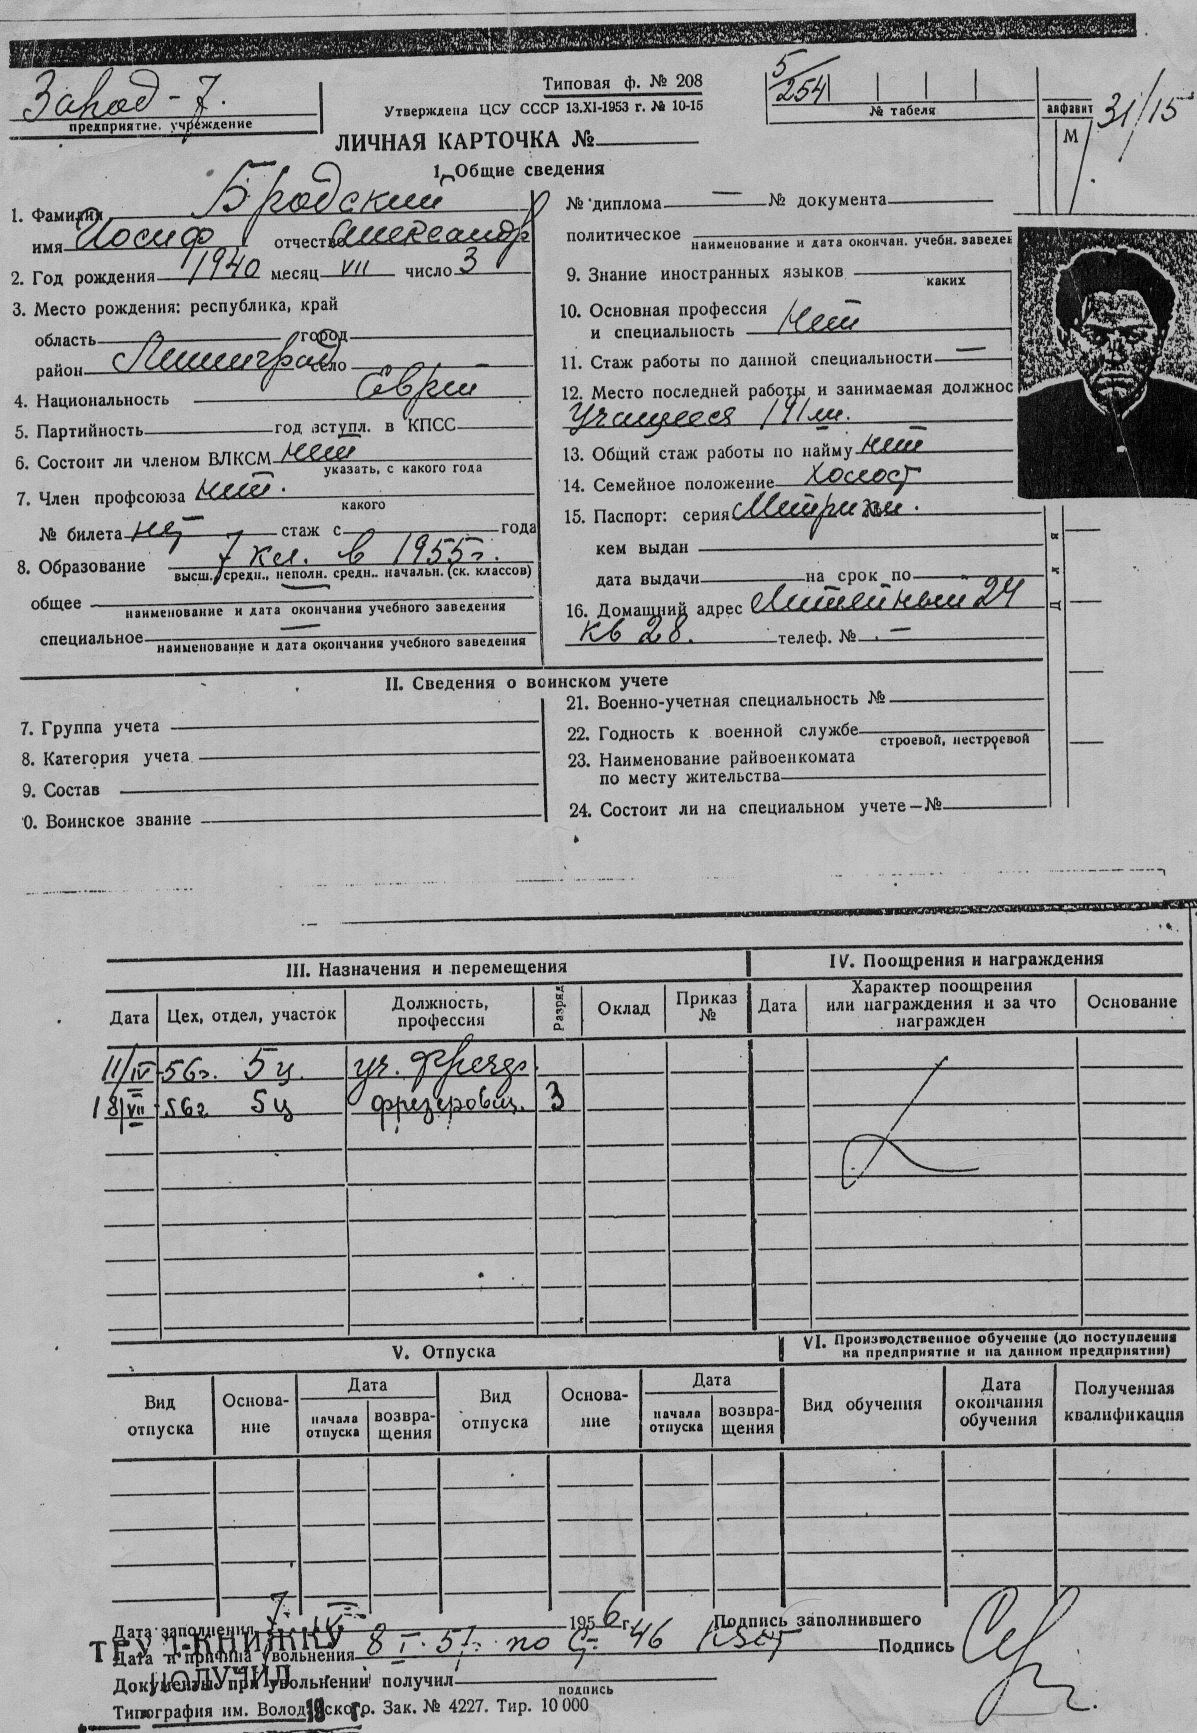 Завод - 7.
предприятие, учреждение
Типовая ф. № 208
Утверждена ЦСУ СССР 13.XI-1953 г. № 10-15
5/254
№ табеля
алфавит
М
31/15
ЛИЧНАЯ КАРТОЧКА №
I. Общие сведения
1. Фамилия Бродский
имя Иосиф отчество Александр
2. Год рождения 1940 месяц VII число 3
3. Место рождения: республика, край
область город
район Ленинград село
4. Национальность Еврей
5. Партийность год вступл. в КПСС
6. Состоит ли членом ВЛКСМ нет
указать, с какого года
7. Член профсоюза нет.
какого
№ билета нет стаж с года
8. Образование 7 кл. в 1955 г.
высш., средн., неполн. средн., начальн. (ск. классов)
общее
наименование и дата окончания учебного заведения
специальное —
наименование и дата окончания учебного заведения
№ диплома — № документа
политическое
наименование и дата окончан. учебн. заведен
9. Знание иностранных языков
каких
10. Основная профессия
и специальность нет
11. Стаж работы по данной специальности —
12. Место последней работы и занимаемая должнос
Учащееся 191 шк.
13. Общий стаж работы по найму нет
14. Семейное положение холост
15. Паспорт: серия Метрики.
кем выдан
дата выдачи на срок по
16. Домашний адрес Литейный 24
кв 28. телеф. № —
Для
II. Сведения о воинском учете
7. Группа учета
8. Категория учета
9. Состав
0. Воинское звание
21. Военно-учетная специальность №
22. Годность к военной службе
строевой, нестроевой
23. Наименование райвоенкомата
по месту жительства
24. Состоит ли на специальном учете — №
III. Назначения и перемещения
IV. Поощрения и награждения
Дата Цех, отдел, участок Должность, профессия Разряд Оклад Приказ № Дата Характер поощрения или награждения и за что награжден Основание
11/IV 56г. 5ц. уч. фрезер.
18/VII 56г 5ц фрезеровщ. 3
V. Отпуска
VI. Производственное обучение (до поступления
на предприятие и на данном предприятии)
Вид отпуска Основание Дата начала отпуска возвращения Вид отпуска Основание Дата начала отпуска возвращения Вид обучения Дата окончания обучения Полученная квалификация
Дата заполнения 7. IV 1956 г. Подпись заполнившего
Дата и причина увольнения 8 I. 57г. по Ст 46 КЗоТ Подпись
ТРУД-КНИЖКУ
ПОЛУЧИЛ
Документы при увольнении получил
подпись
19 г.
Типография им. Володарского. Зак. № 4227. Тир. 10 000